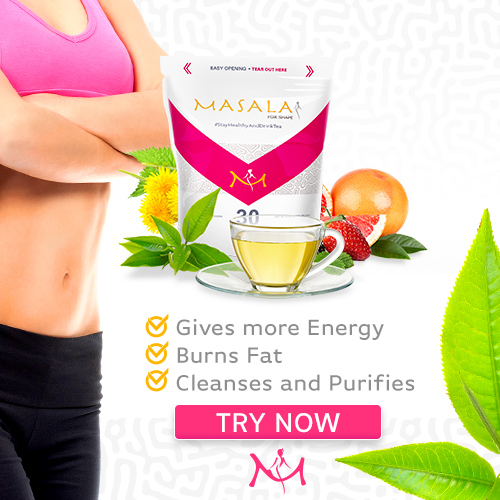 EASY OPENING • TEAR OUT HERE
MASALA
FOR SHAPE
#StayHealthyAndDrinkTea
30
Gives more Energy
Burns Fat
Cleanses and Purifies
TRY NOW